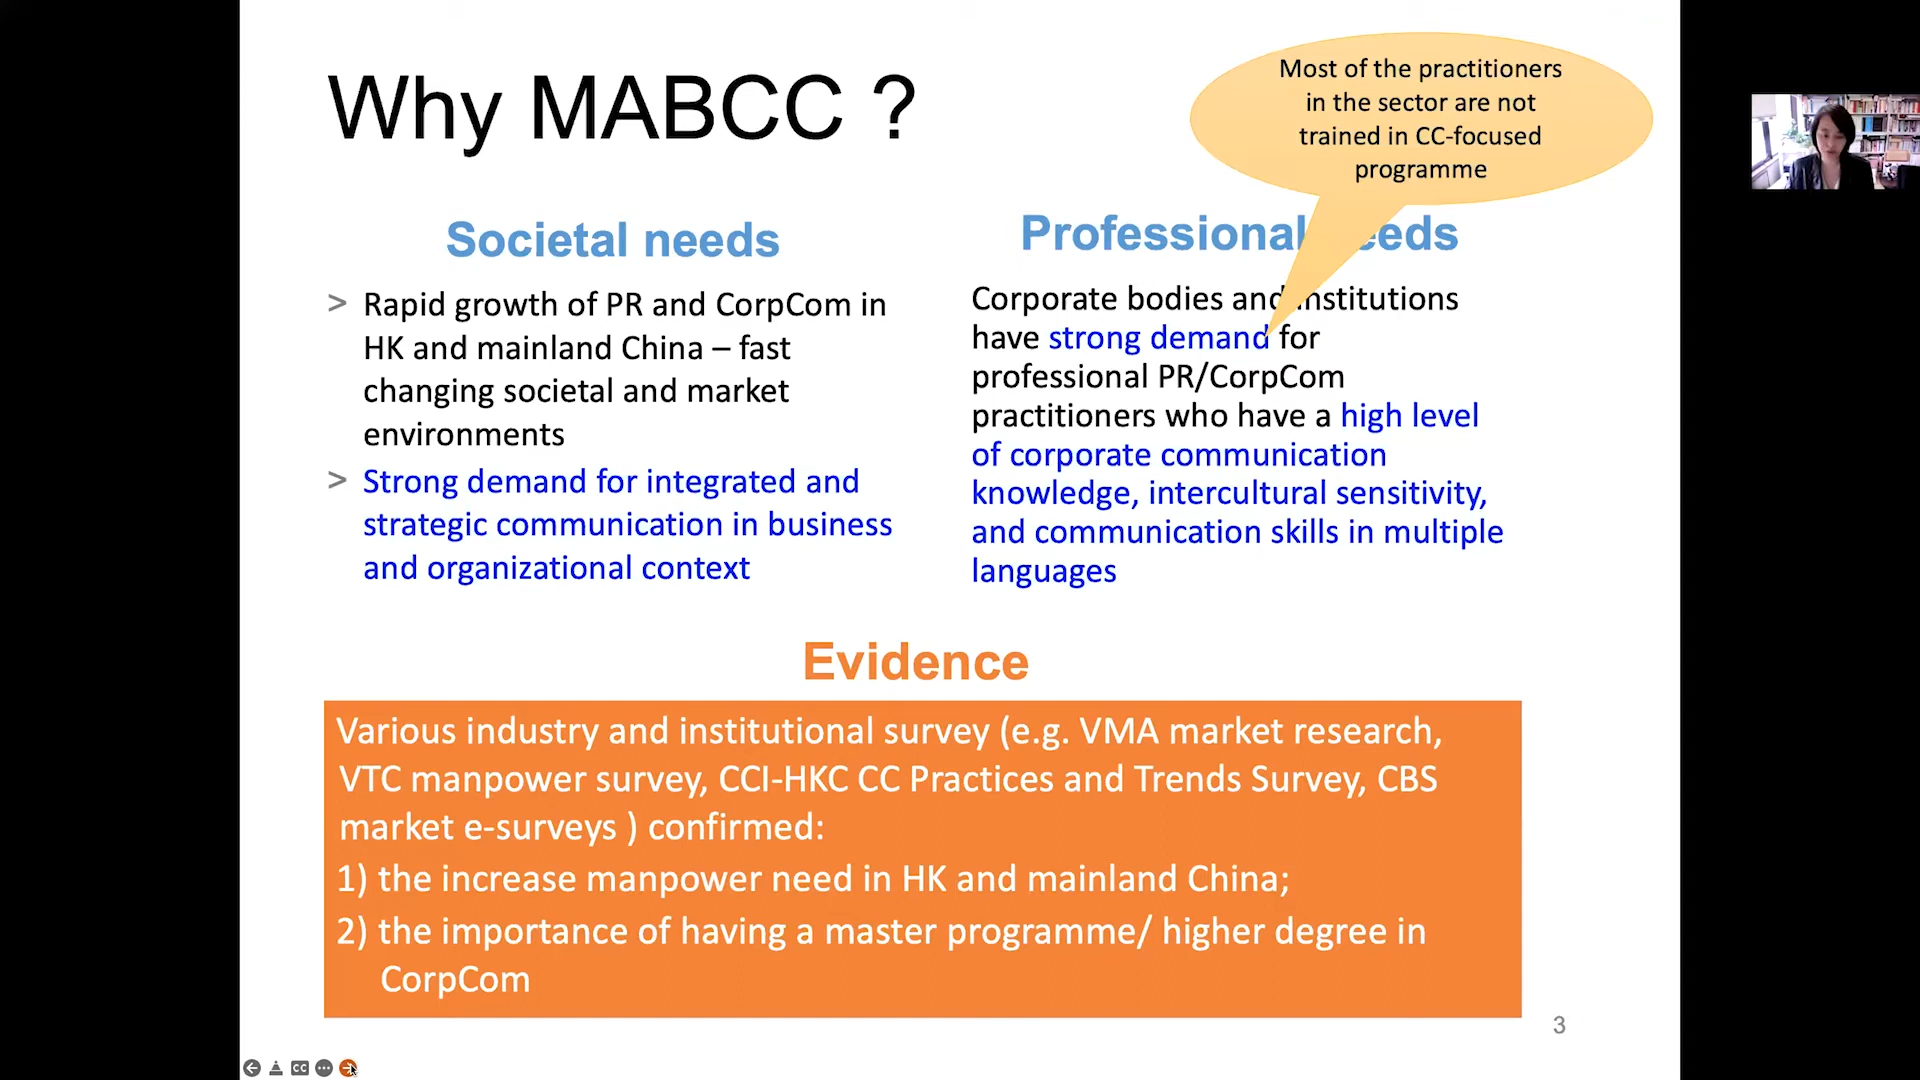 Why MABCC ?
Most of the practitioners
in the sector are not
trained in CC-focused
programme
Societal needs
> Rapid growth of PR and CorpCom in
HK and mainland China – fast
changing societal and market
environments
> Strong demand for integrated and
strategic communication in business
and organizational context
Professional eeds
Corporate bodies and institutions
have strong demand for
professional PR/CorpCom
practitioners who have a high level
of corporate communication
knowledge, intercultural sensitivity,
and communication skills in multiple
languages
Evidence
Various industry and institutional survey (e.g. VMA market research,
VTC manpower survey, CCI-HKC CC Practices and Trends Survey, CBS
market e-surveys ) confirmed:
1) the increase manpower need in HK and mainland China;
2) the importance of having a master programme/ higher degree in
CorpCom
3
CC